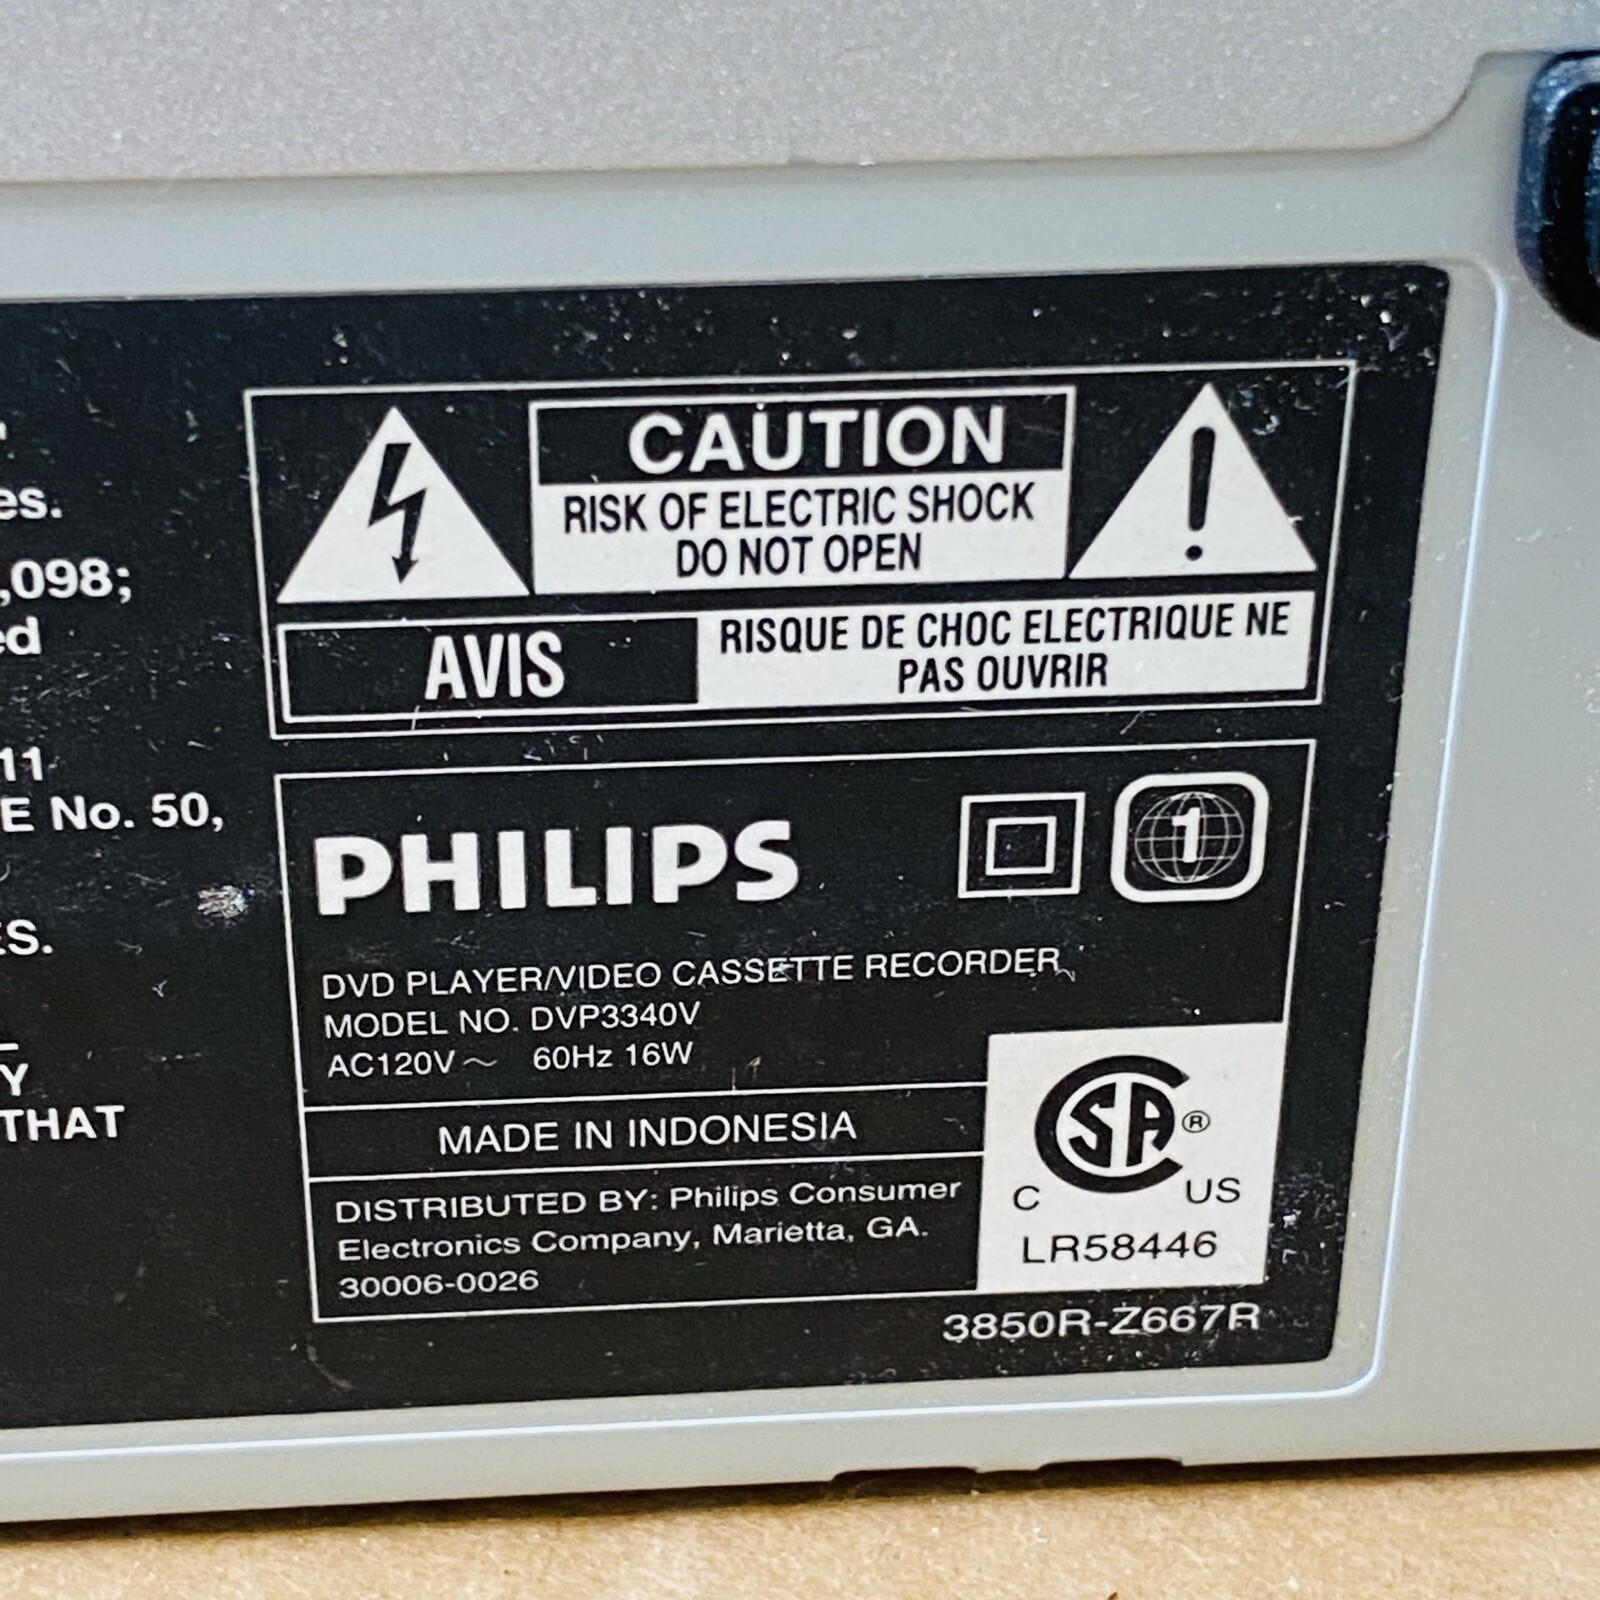 es.
,098;
ed
11
E No. 50,
ES.
Y
THAT
CAUTION
RISK OF ELECTRIC SHOCK
DO NOT OPEN
AVIS
RISQUE DE CHOC ELECTRIQUE NE
PAS OUVRIR
PHILIPS
1
DVD PLAYER/VIDEO CASSETTE RECORDER
MODEL NO. DVP3340V
AC120V~ 60Hz 16W
MADE IN INDONESIA
DISTRIBUTED BY: Philips Consumer
Electronics Company, Marietta, GA.
30006-0026
CSA ®
C US
LR58446
3850R-Z667R